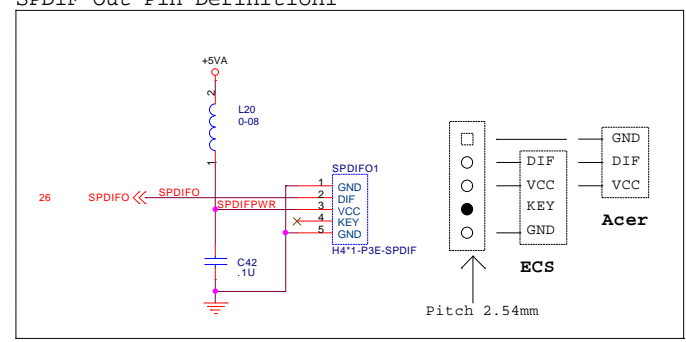 SPDIF Out Pin Definition1
+5VA
2
L20
0-08
1
26 SPDIFO SPDIFO
SPDIFPWR
SPDIFO1
1 GND
2 DIF
3 VCC
4 KEY
5 GND
H4*1-P3E-SPDIF
C42
.1U
DIF
VCC
KEY
GND
ECS
GND
DIF
VCC
Acer
Pitch 2.54mm